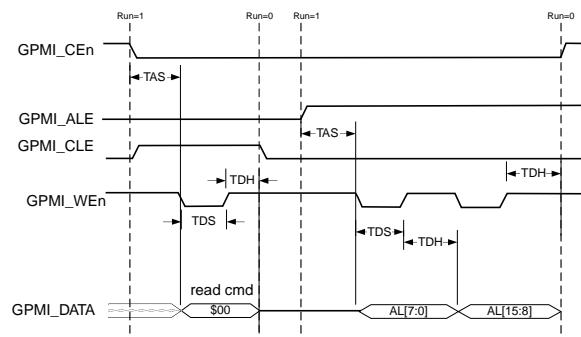 Run=1 Run=0 Run=1 Run=0
GPMI_CEn
TAS
GPMI_ALE
TAS
GPMI_CLE
TDH TDH
GPMI_WEn
TDS TDS TDH
read cmd
GPMI_DATA $00 AL[7:0] AL[15:8]